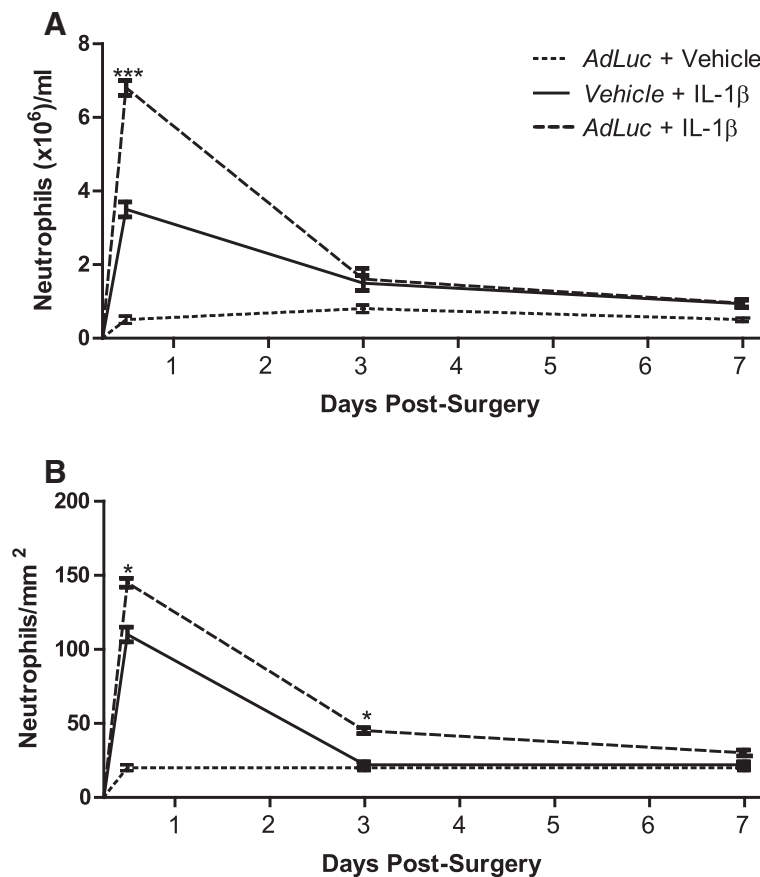 A
AdLuc + Vehicle
Vehicle + IL-1β
AdLuc + IL-1β
Neutrophils (x10⁶)/ml
8
6
4
2
0
***
1 2 3 4 5 6 7
Days Post-Surgery
B
Neutrophils/mm ²
200
150
100
50
0
*
*
1 2 3 4 5 6 7
Days Post-Surgery